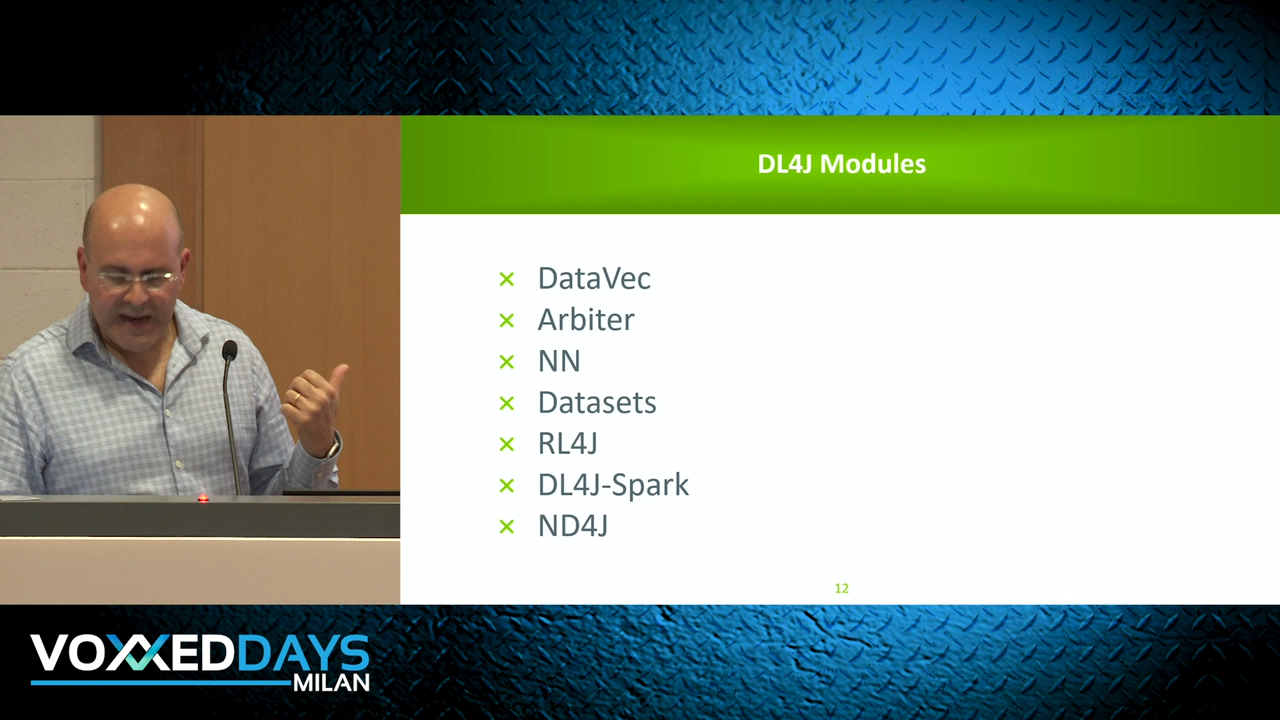 DL4J Modules
DataVec
Arbiter
NN
Datasets
RL4J
DL4J-Spark
ND4J
12
VOXXEDDAYS
MILAN